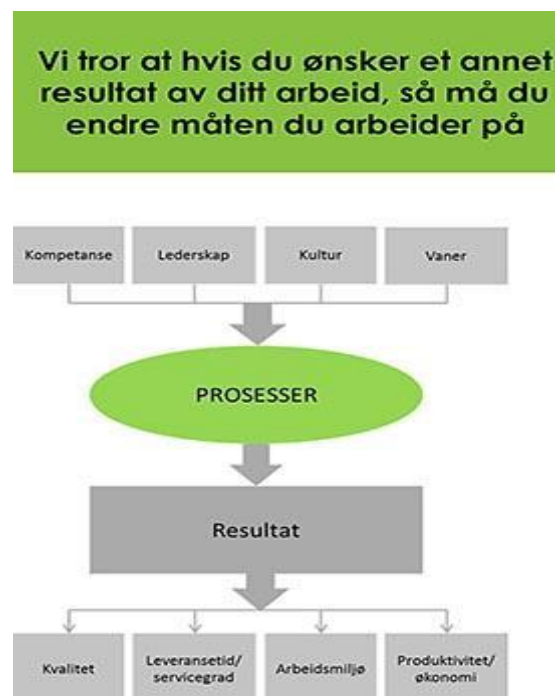 Vi tror at hvis du ønsker et annet
resultat av ditt arbeid, så må du
endre måten du arbeider på
Kompetanse
Lederskap
Kultur
Vaner
PROSESSER
Resultat
Kvalitet
Leveransetid/
servicegrad
Arbeidsmiljø
Produktivitet/
økonomi